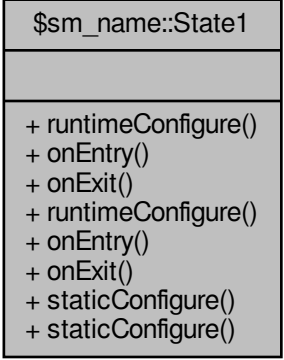 $sm_name::State1
+ runtimeConfigure()
+ onEntry()
+ onExit()
+ runtimeConfigure()
+ onEntry()
+ onExit()
+ staticConfigure()
+ staticConfigure()